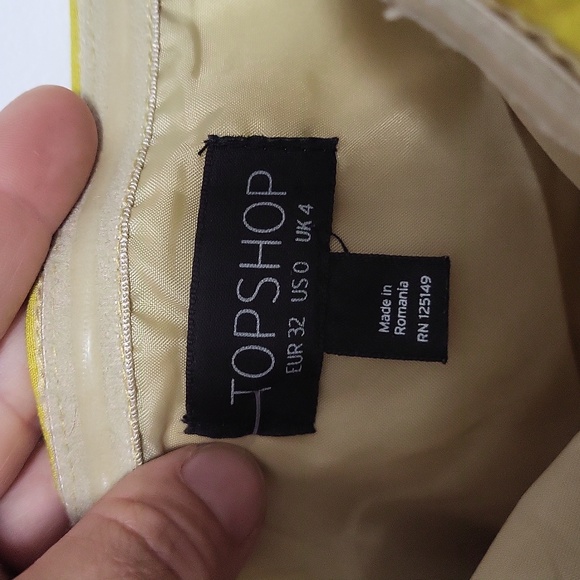 TOPSHOP
EUR 32 US 0 UK 4
Made in
Romania
RN 125149